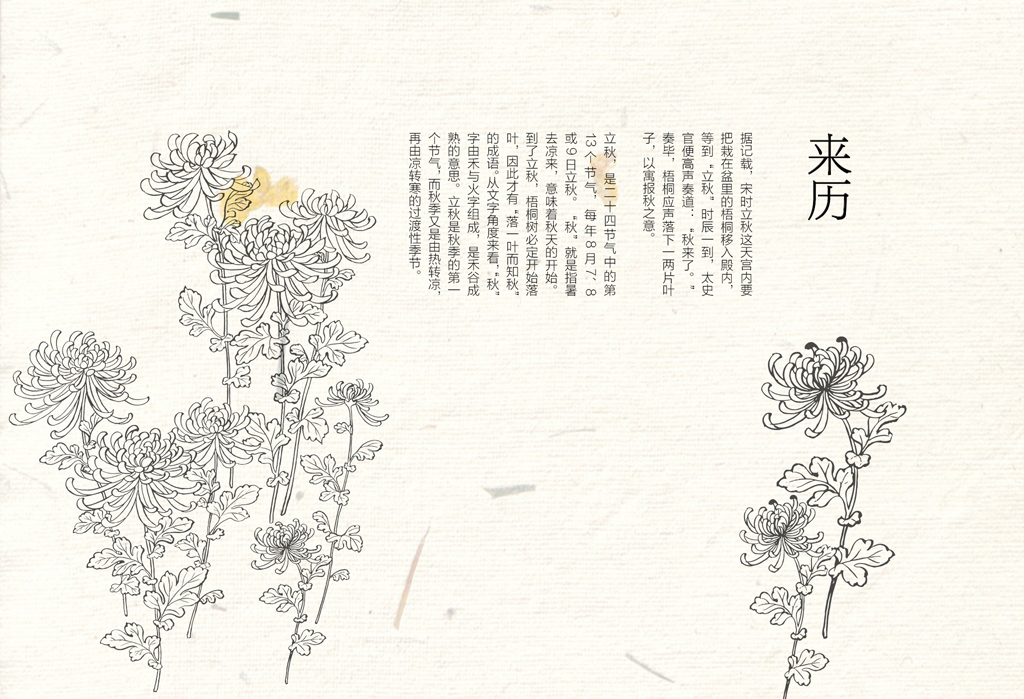 来历
据记载，宋时立秋这天宫内要
把栽在盆里的梧桐移入殿内，
等到“立秋”时辰一到，太史
官便高声奏道：“秋来了。”
奏毕，梧桐应声落下一两片叶
子，以寓报秋之意。
立秋，是二十四节气中的第
13个节气，每年8月7、8
或9日立秋。“秋”就是指暑
去凉来，意味着秋天的开始。
到了立秋，梧桐树必定开始落
叶，因此才有“落一叶而知秋”
的成语。从文字角度来看，“秋”
字由禾与火字组成，是禾谷成
熟的意思。立秋是秋季的第一
个节气，而秋季又是由热转凉，
再由凉转寒的过渡性季节。